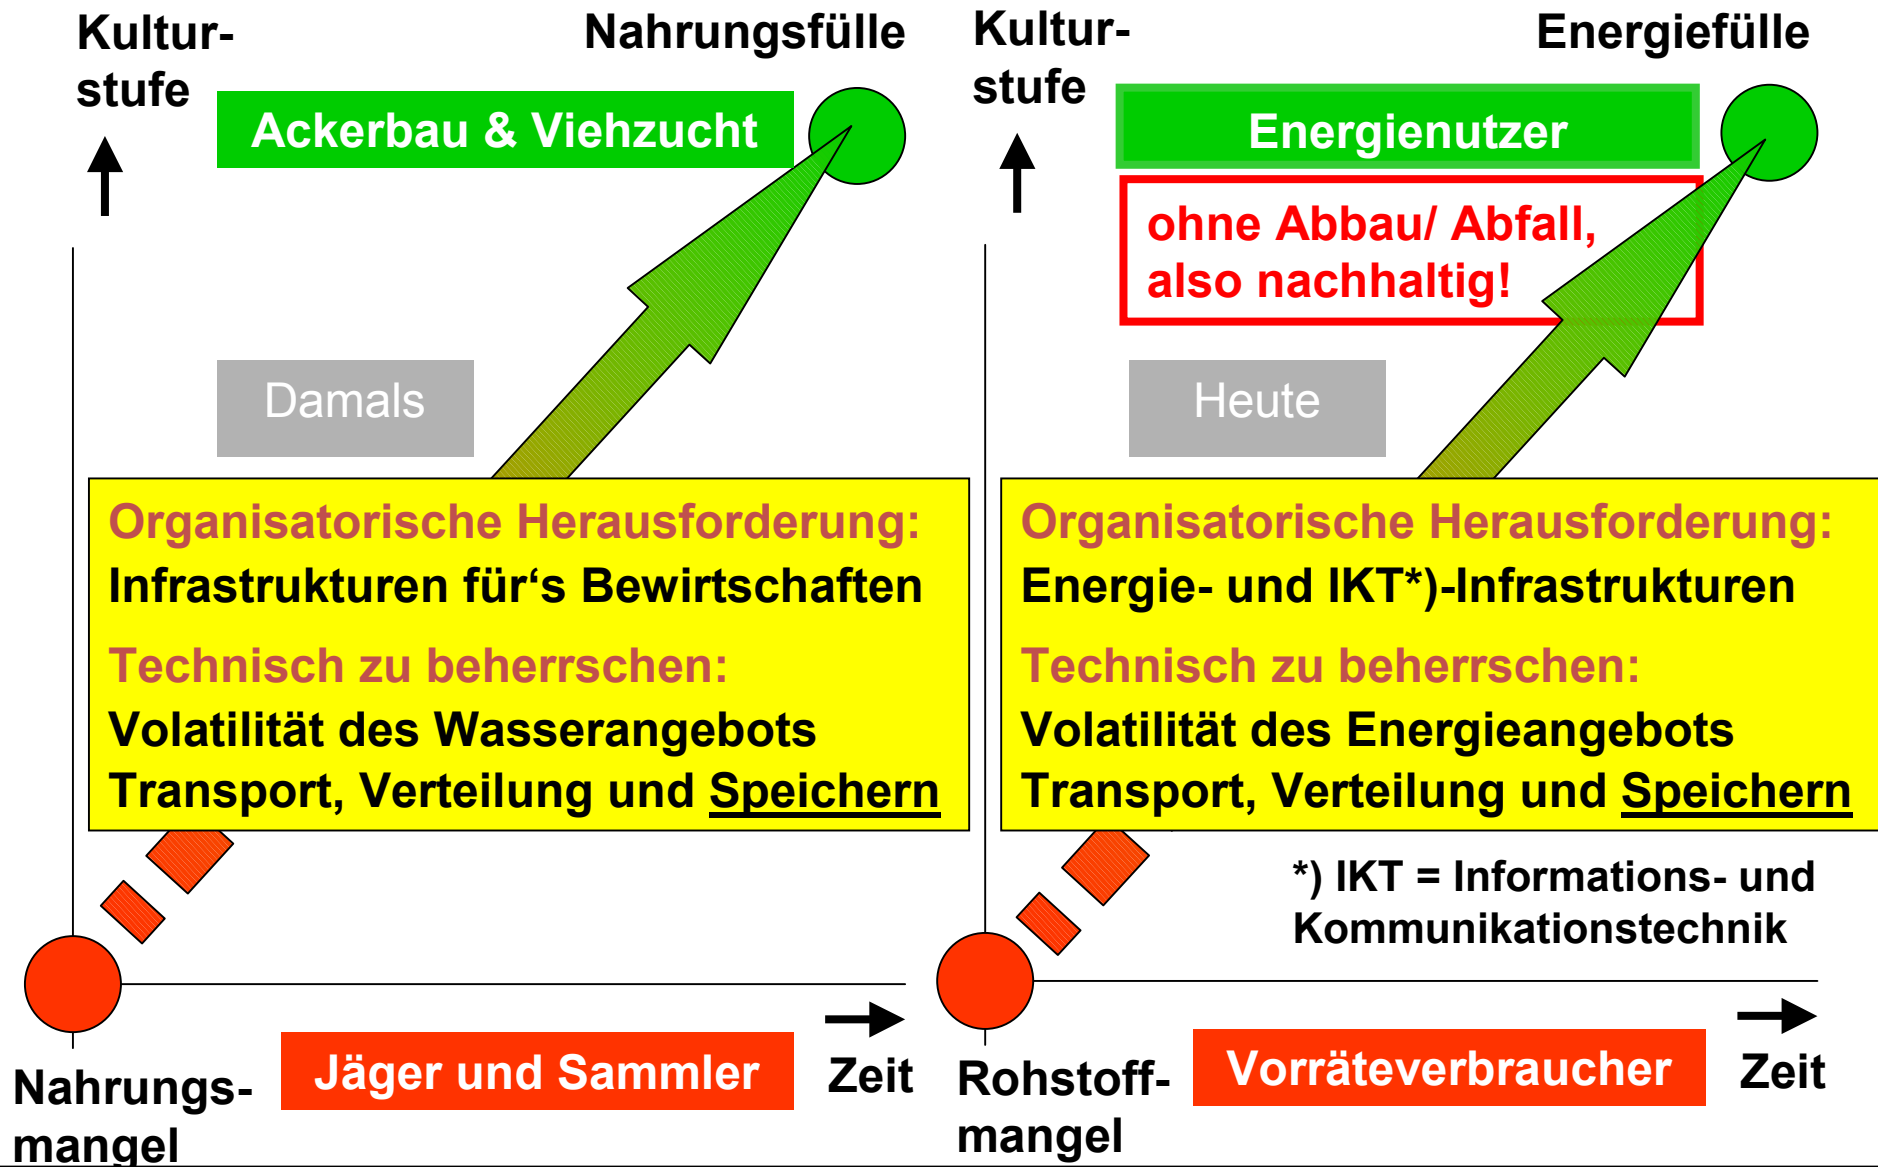 Kultur-
stufe
Nahrungsfülle
Ackerbau & Viehzucht
Damals
Organisatorische Herausforderung:
Infrastrukturen für‘s Bewirtschaften
Technisch zu beherrschen:
Volatilität des Wasserangebots
Transport, Verteilung und Speichern
Jäger und Sammler
Zeit
Nahrungs-
mangel
Kultur-
stufe
Energiefülle
Energienutzer
ohne Abbau/ Abfall,
also nachhaltig!
Heute
Organisatorische Herausforderung:
Energie- und IKT*)-Infrastrukturen
Technisch zu beherrschen:
Volatilität des Energieangebots
Transport, Verteilung und Speichern
*) IKT = Informations- und
Kommunikationstechnik
Vorräteverbraucher
Zeit
Rohstoff-
mangel